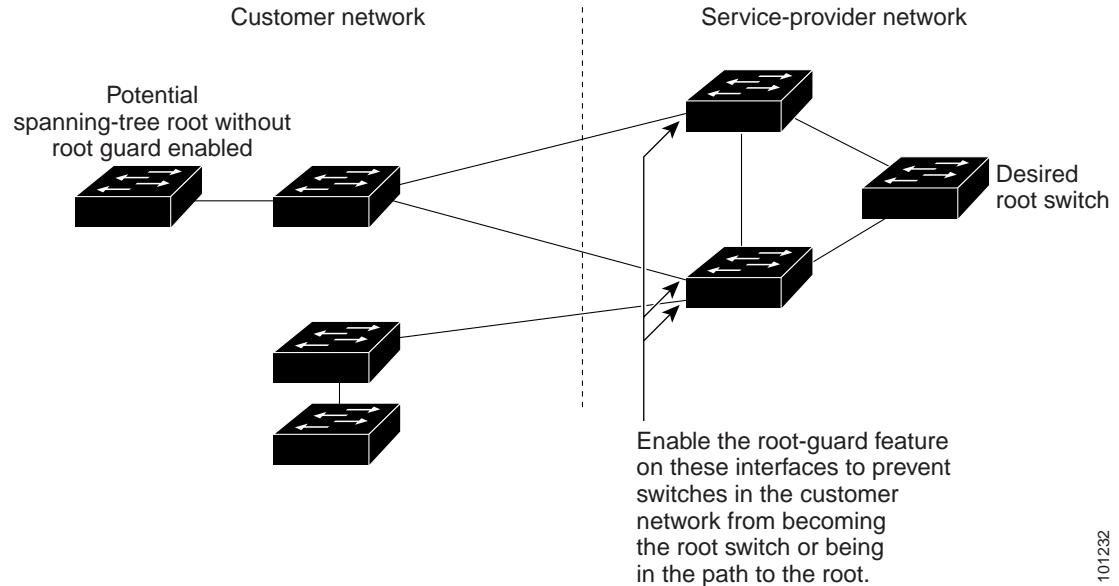 Customer network
Service-provider network
Potential
spanning-tree root without
root guard enabled
Desired
root switch
Enable the root-guard feature
on these interfaces to prevent
switches in the customer
network from becoming
the root switch or being
in the path to the root.
101232